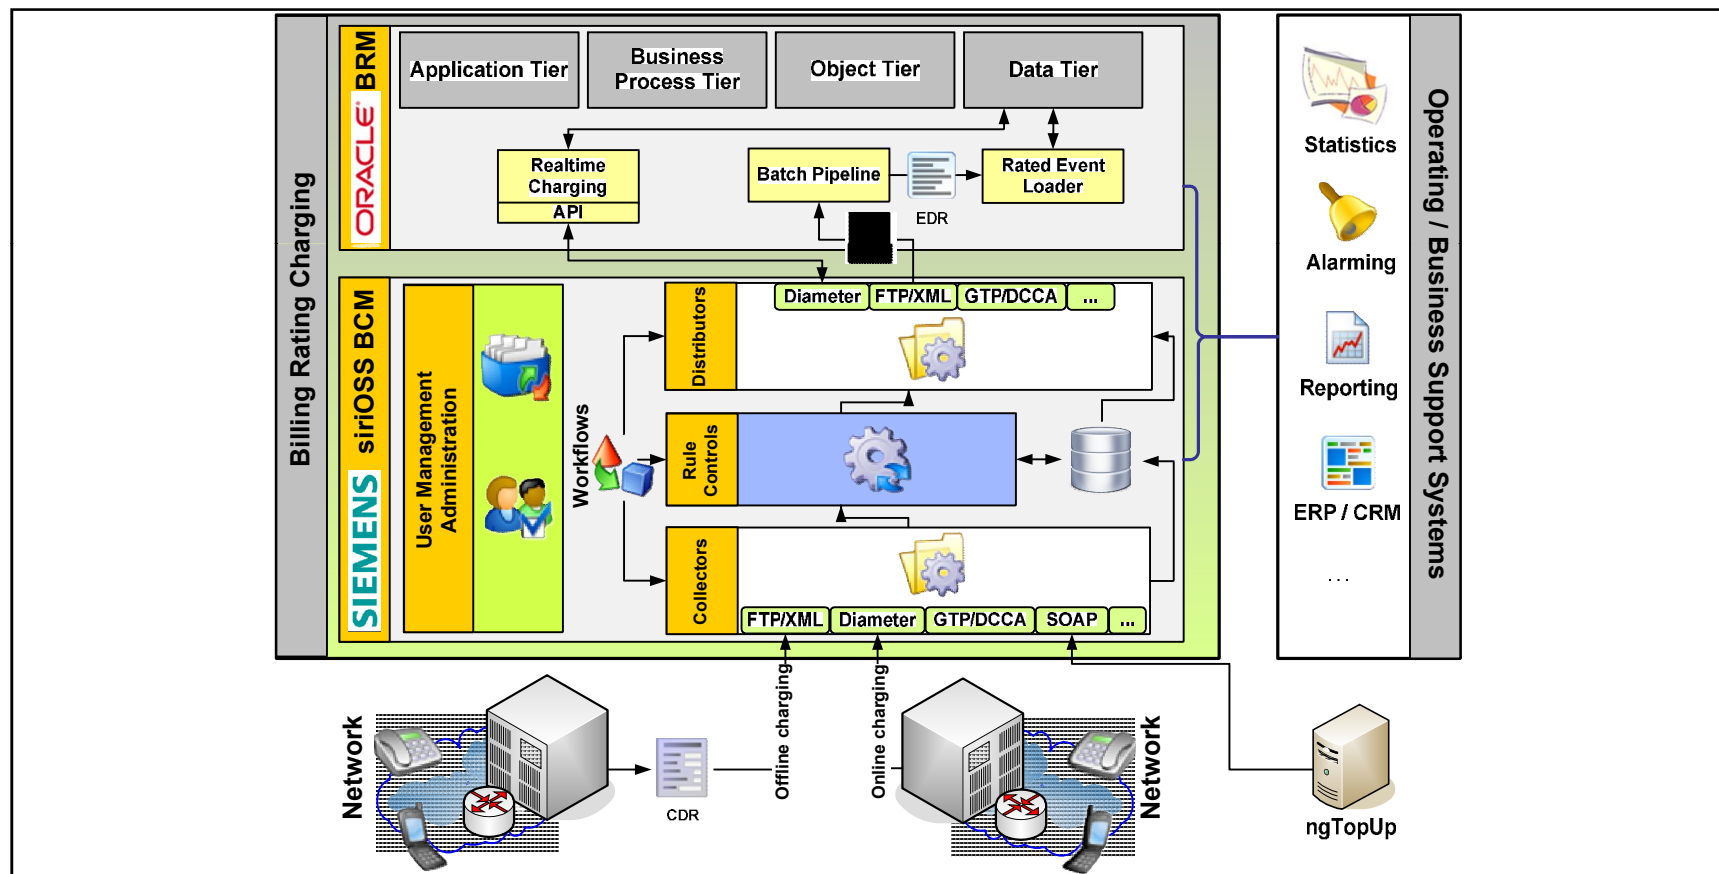 Billing Rating Charging
ORACLE BRM
Application Tier
Business
Process Tier
Object Tier
Data Tier
Realtime
Charging
API
Batch Pipeline
EDR
Rated Event
Loader
SIEMENS siriOSS BCM
User Management
Administration
Workflows
Distributors
Diameter
FTP/XML
GTP/DCCA
...
Rule
Controls
Collectors
FTP/XML
Diameter
GTP/DCCA
SOAP
...
Statistics
Alarming
Reporting
ERP / CRM
...
Operating / Business Support Systems
Network
CDR
Offline charging
Online charging
Network
ngTopUp